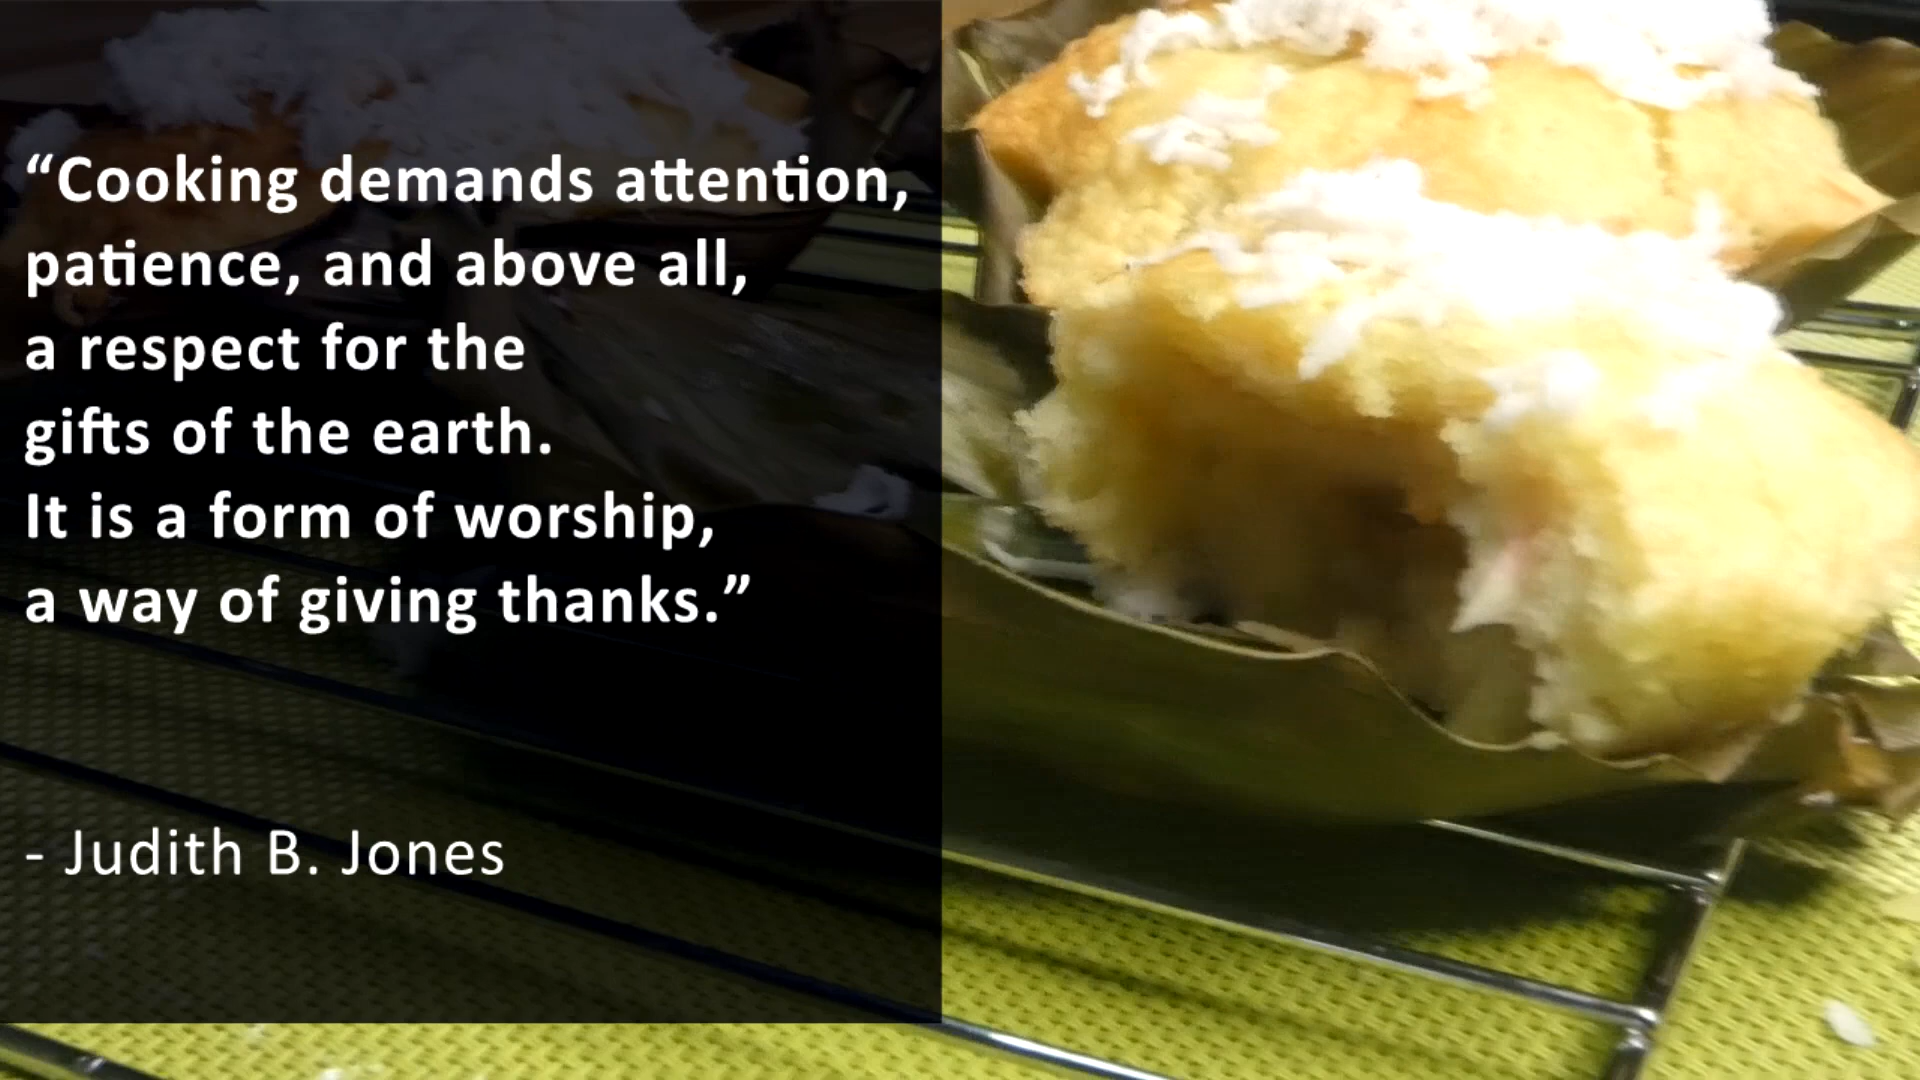 “Cooking demands attention,
patience, and above all,
a respect for the
gifts of the earth.
It is a form of worship,
a way of giving thanks.”
- Judith B. Jones